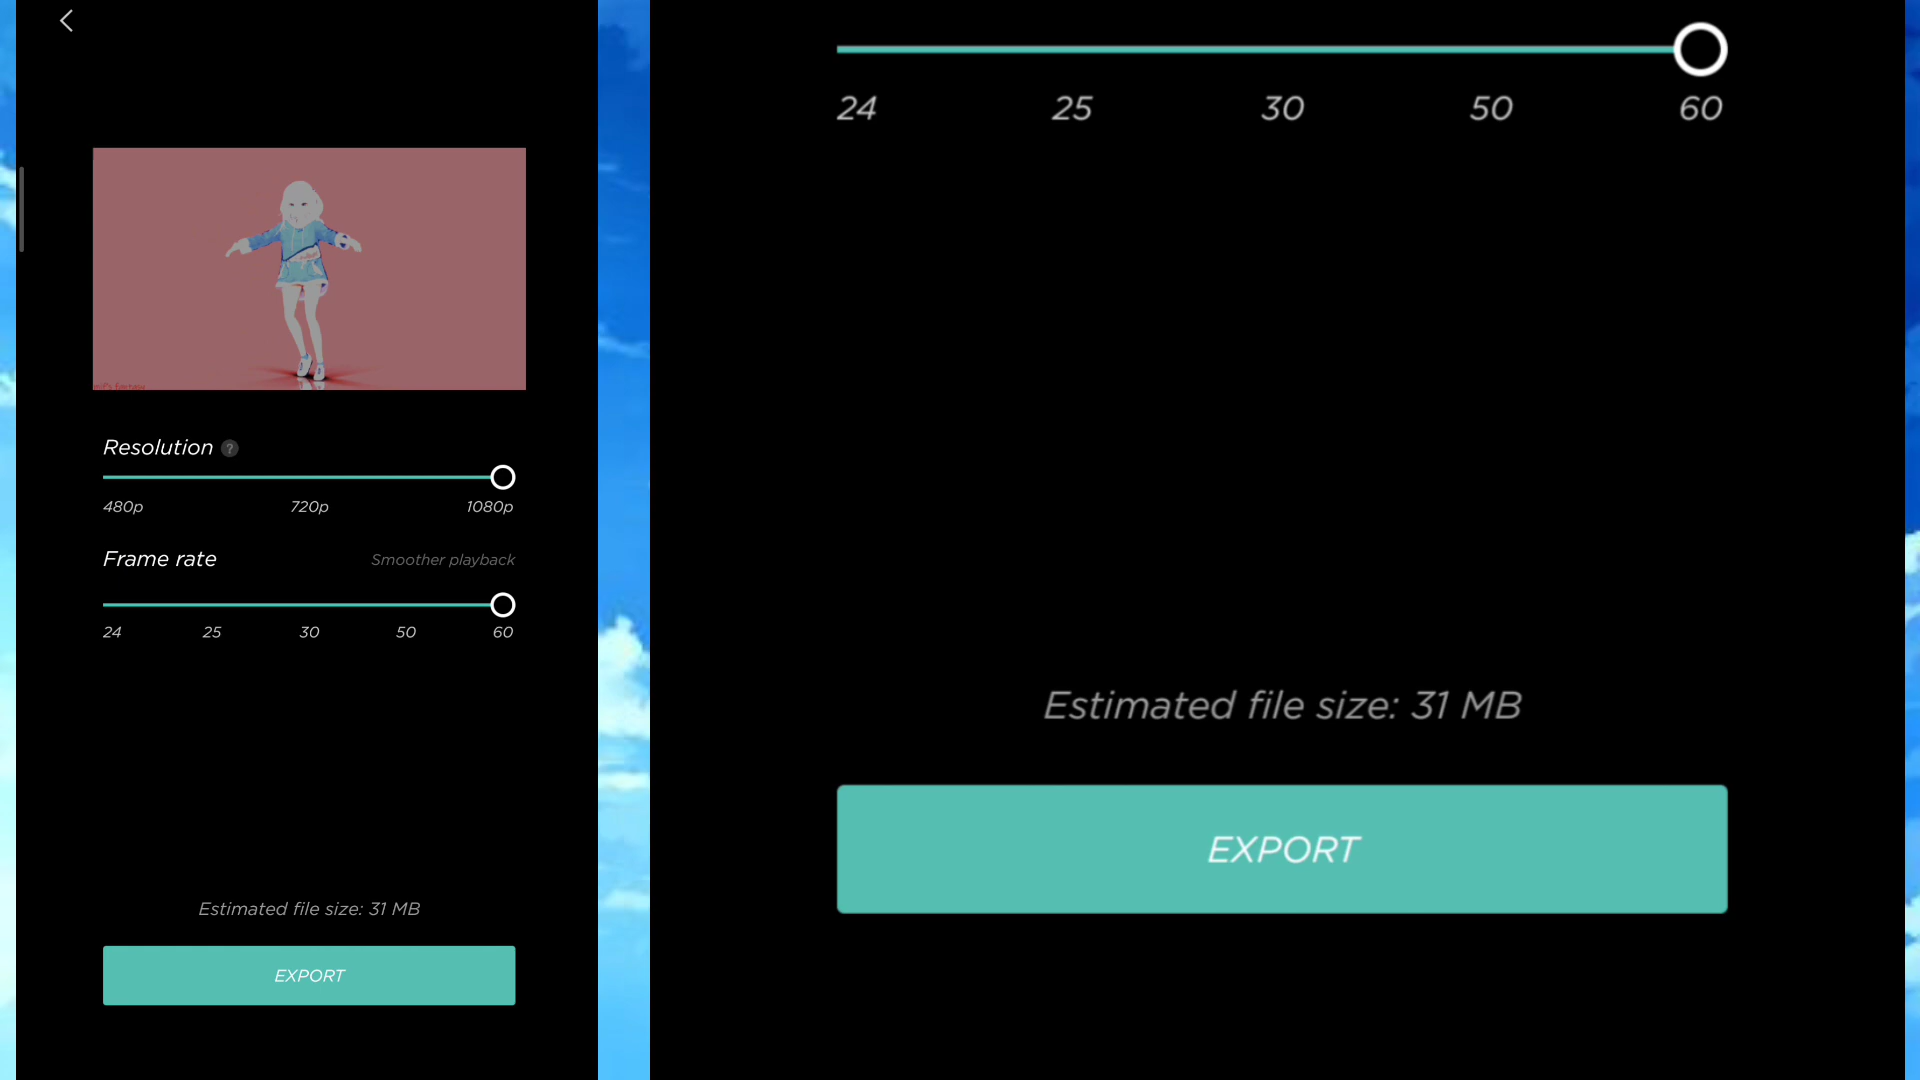 Resolution ?
480p 720p 1080p
Frame rate Smoother playback
24 25 30 50 60
Estimated file size: 31 MB
EXPORT
24 25 30 50 60
Estimated file size: 31 MB
EXPORT